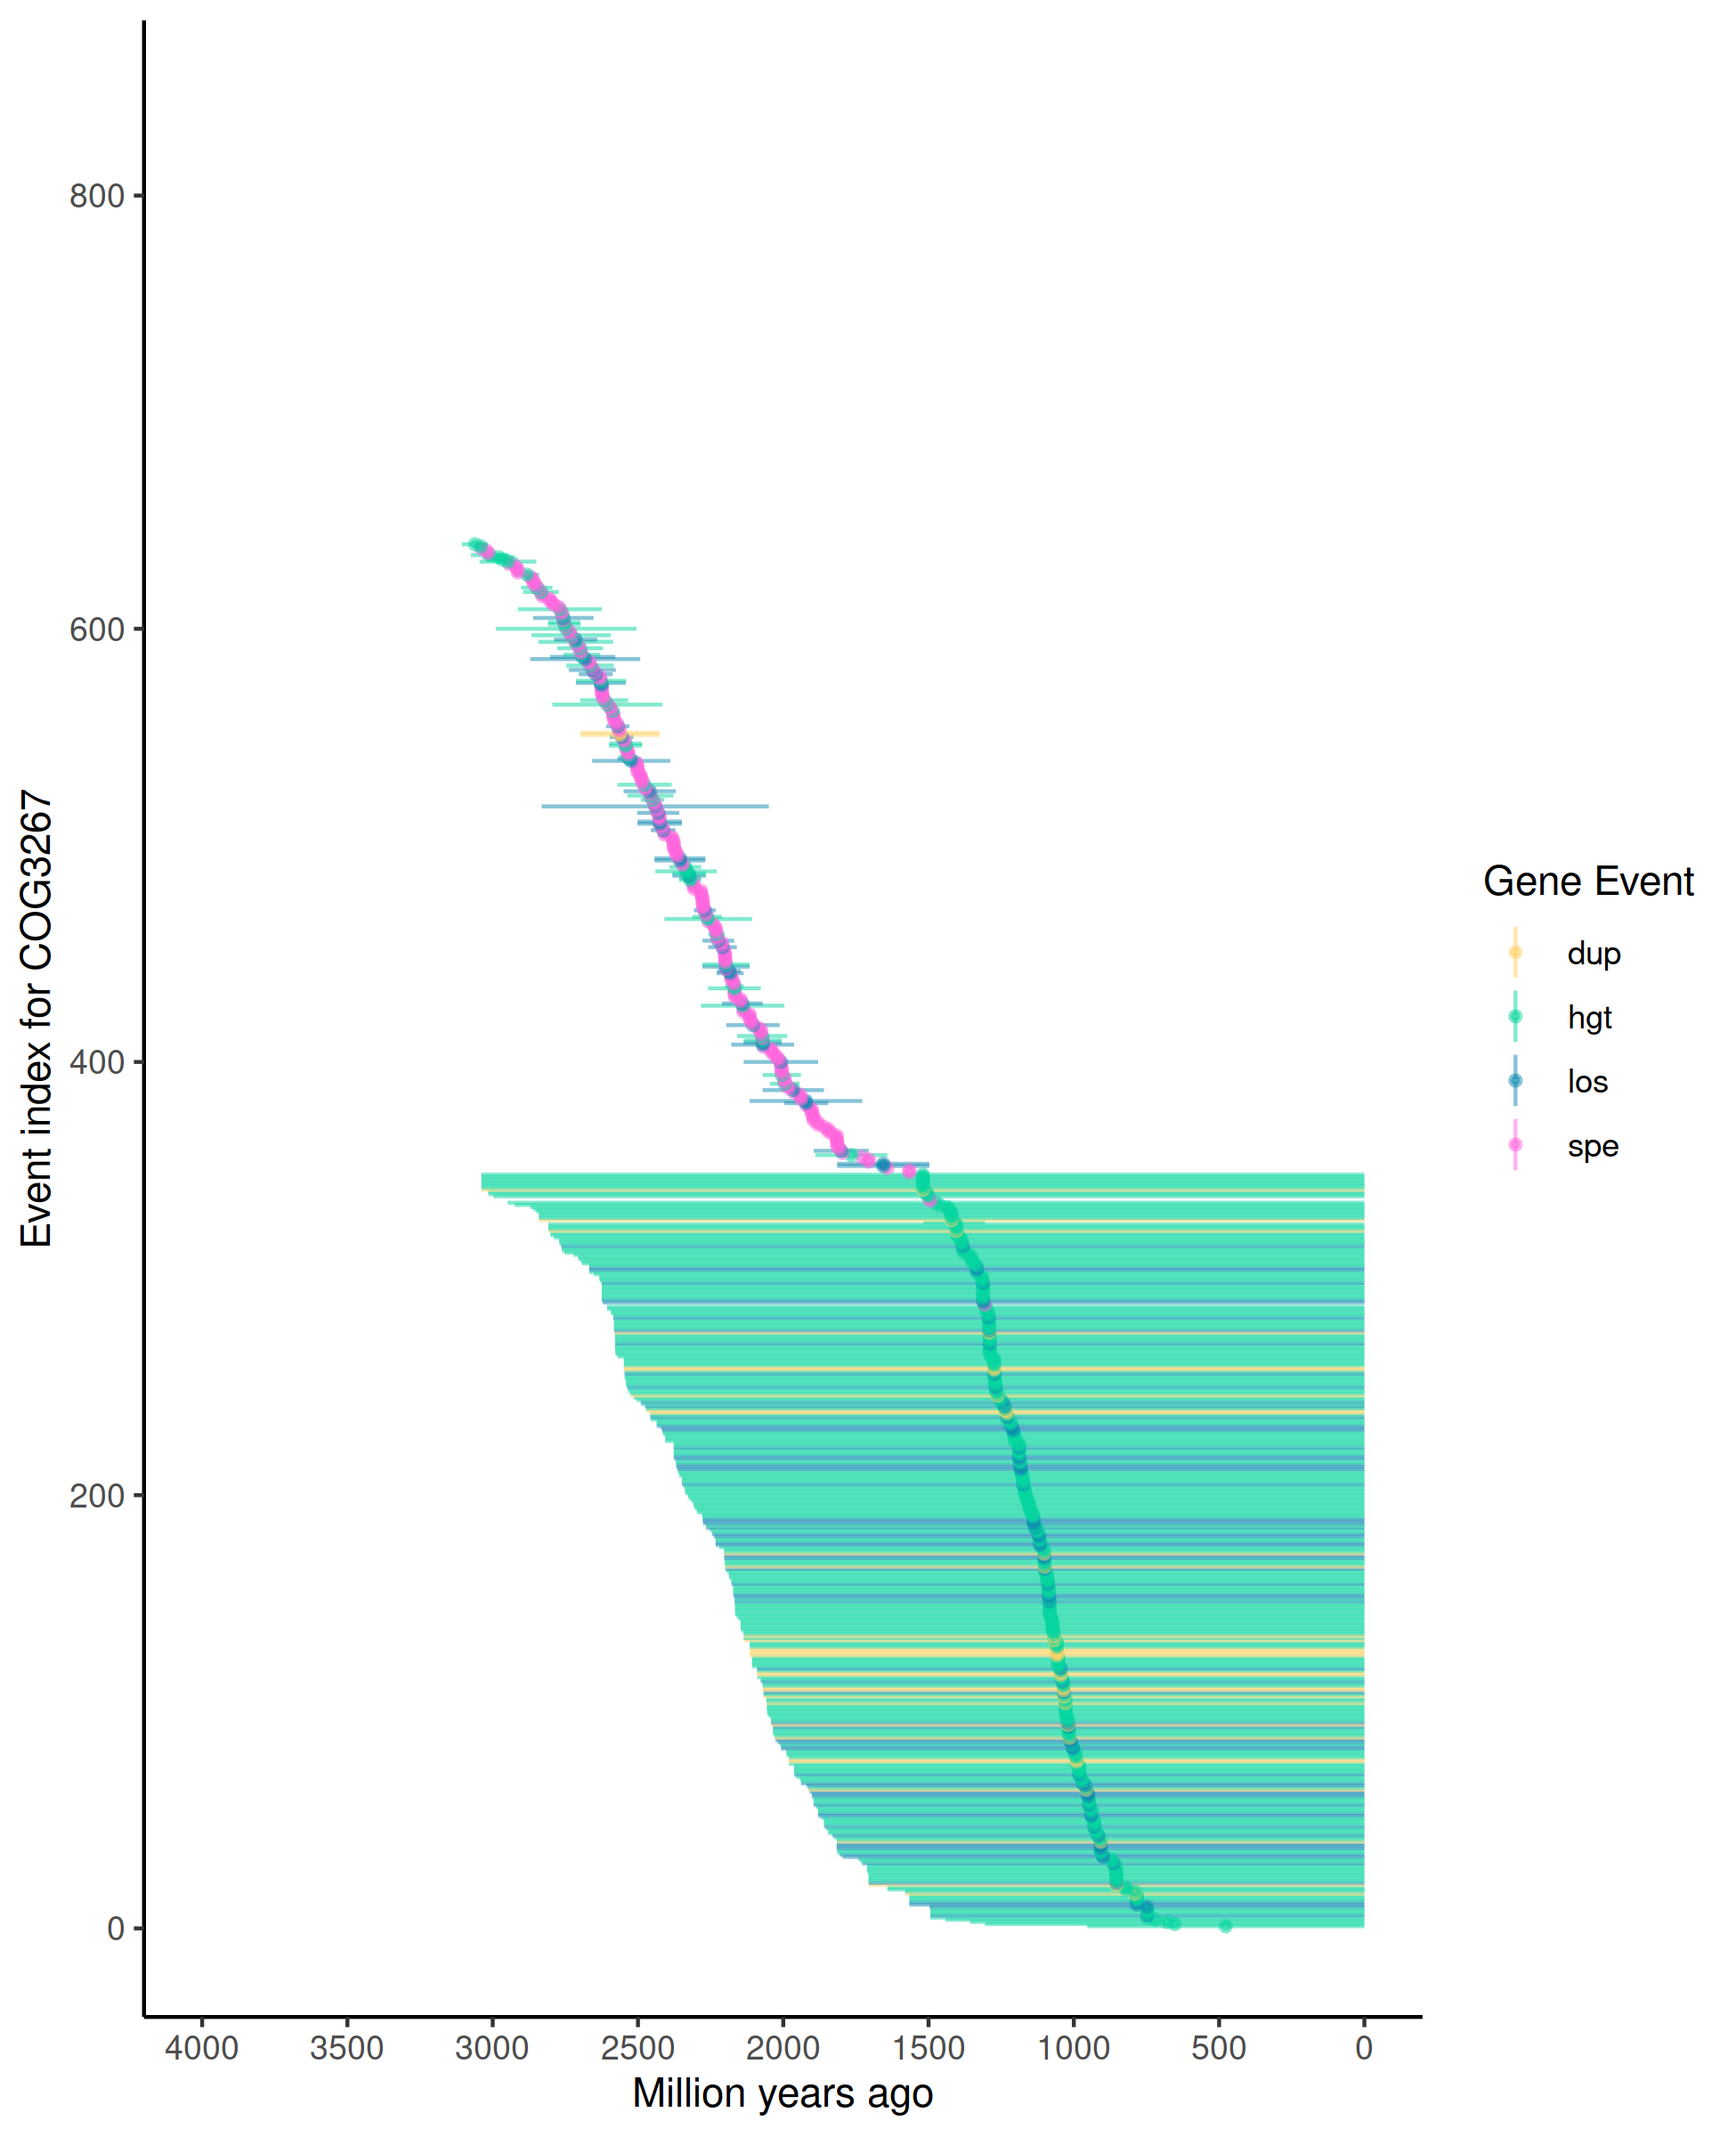 Event index for COG3267
800
600
400
200
0
4000 3500 3000 2500 2000 1500 1000 500 0
Million years ago
Gene Event
dup
hgt
los
spe